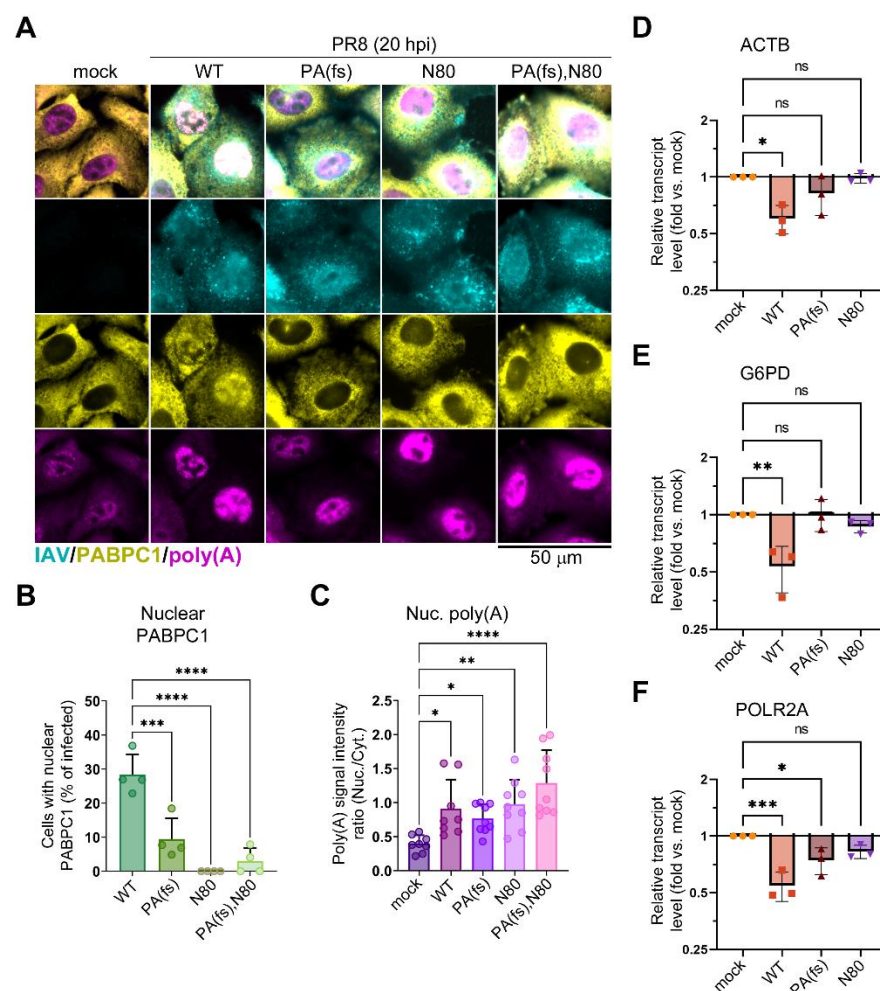 A
PR8 (20 hpi)
mock WT PA(fs) N80 PA(fs),N80
IAV/PABPC1/poly(A)
50 μm
B
Nuclear
PABPC1
****
****
***
Cells with nuclear
PABPC1 (% of infected)
50
40
30
20
10
0
WT PA(fs) N80 PA(fs),N80
C
Nuc. poly(A)
****
**
*
*
Poly(A) signal intensity
ratio (Nuc./Cyt.)
2.5
2.0
1.5
1.0
0.5
0.0
mock WT PA(fs) N80 PA(fs),N80
D
ACTB
ns
ns
*
Relative transcript
level (fold vs. mock)
2
1
0.5
0.25
mock WT PA(fs) N80
E
G6PD
ns
ns
**
Relative transcript
level (fold vs. mock)
2
1
0.5
0.25
mock WT PA(fs) N80
F
POLR2A
ns
*
***
Relative transcript
level (fold vs. mock)
2
1
0.5
0.25
mock WT PA(fs) N80